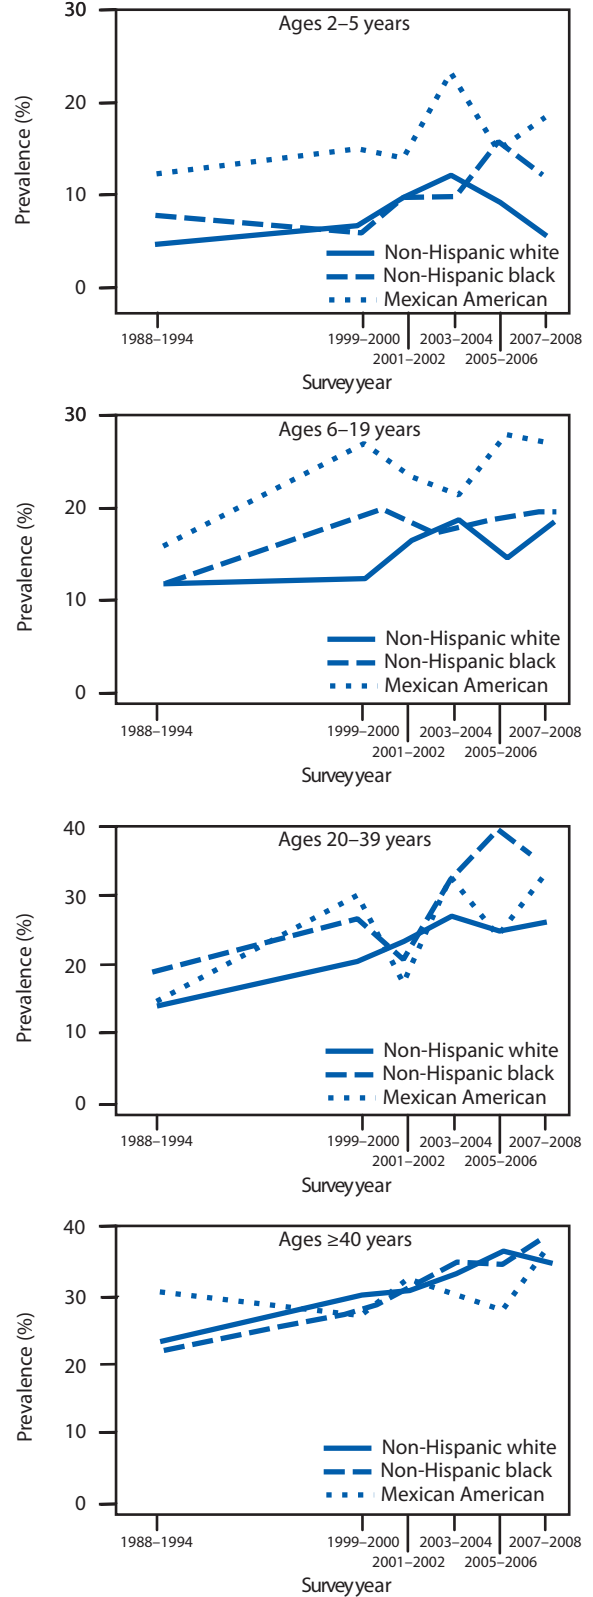 30
Ages 2–5 years
20
Prevalence (%)
10
Non-Hispanic white
Non-Hispanic black
0
Mexican American
1988–1994
1999–2000
2003–2004
2007–2008
2001–2002
2005–2006
Survey year
30
Ages 6–19 years
20
Prevalence (%)
10
Non-Hispanic white
Non-Hispanic black
Mexican American
0
1988–1994
1999–2000
2003–2004
2007–2008
2001–2002
2005–2006
Survey year
40
Ages 20–39 years
30
Prevalence (%)
20
10
Non-Hispanic white
Non-Hispanic black
Mexican American
0
1988–1994
1999–2000
2003–2004
2007–2008
2001–2002
2005–2006
Survey year
40
Ages ≥40 years
30
Prevalence (%)
20
10
Non-Hispanic white
Non-Hispanic black
Mexican American
0
1988–1994
1999–2000
2003–2004
2007–2008
2001–2002
2005–2006
Survey year